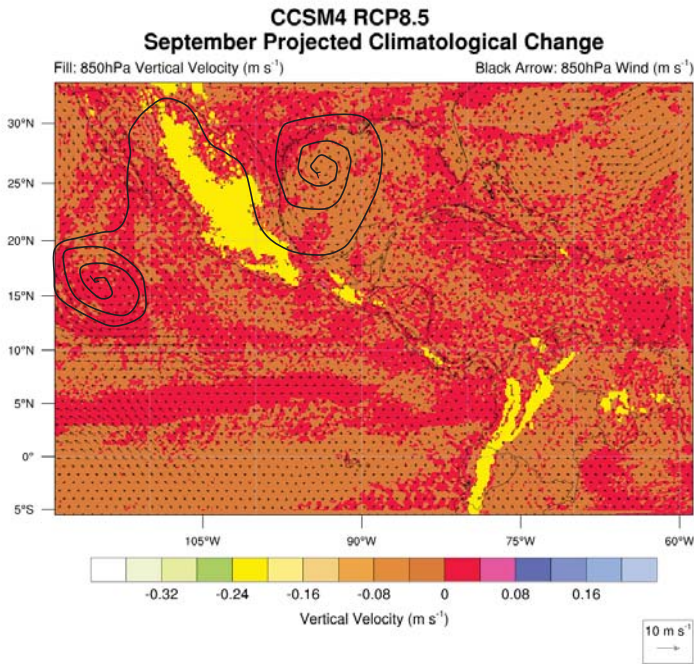 CCSM4 RCP8.5
September Projected Climatological Change
Fill: 850hPa Vertical Velocity (m s⁻¹) Black Arrow: 850hPa Wind (m s⁻¹)
30°N
25°N
20°N
15°N
10°N
5°N
0°
5°S
105°W 90°W 75°W 60°W
-0.32 -0.24 -0.16 -0.08 0 0.08 0.16
Vertical Velocity (m s⁻¹)
10 m s⁻¹